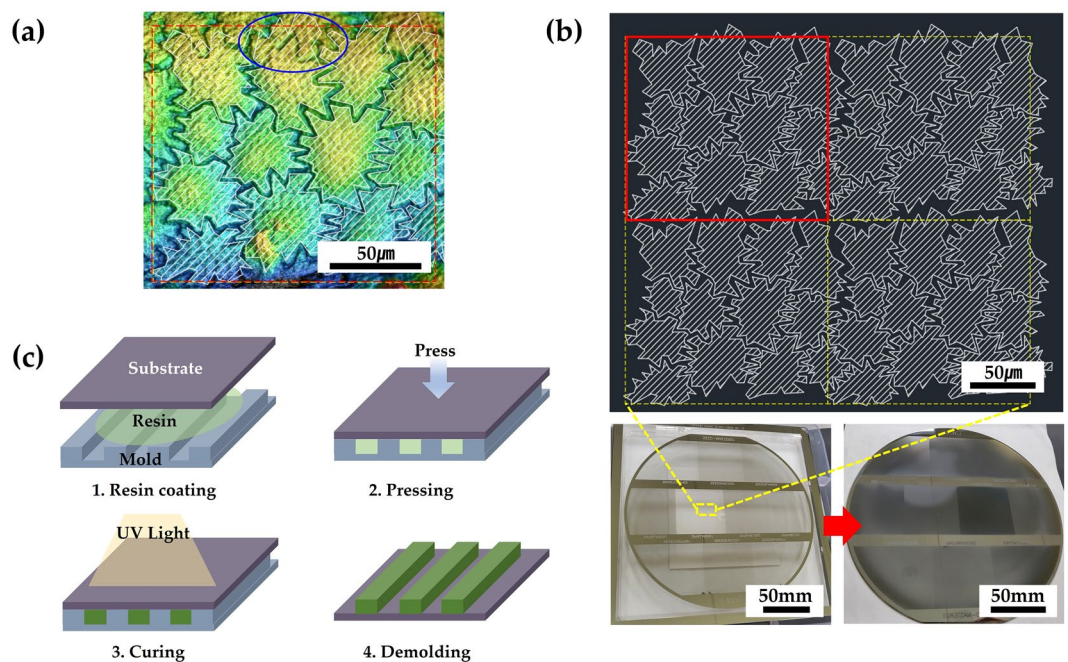 (a)
50㎛
(b)
50㎛
50mm
50mm
(c)
Substrate
Resin
Mold
1. Resin coating
Press
2. Pressing
UV Light
3. Curing
4. Demolding